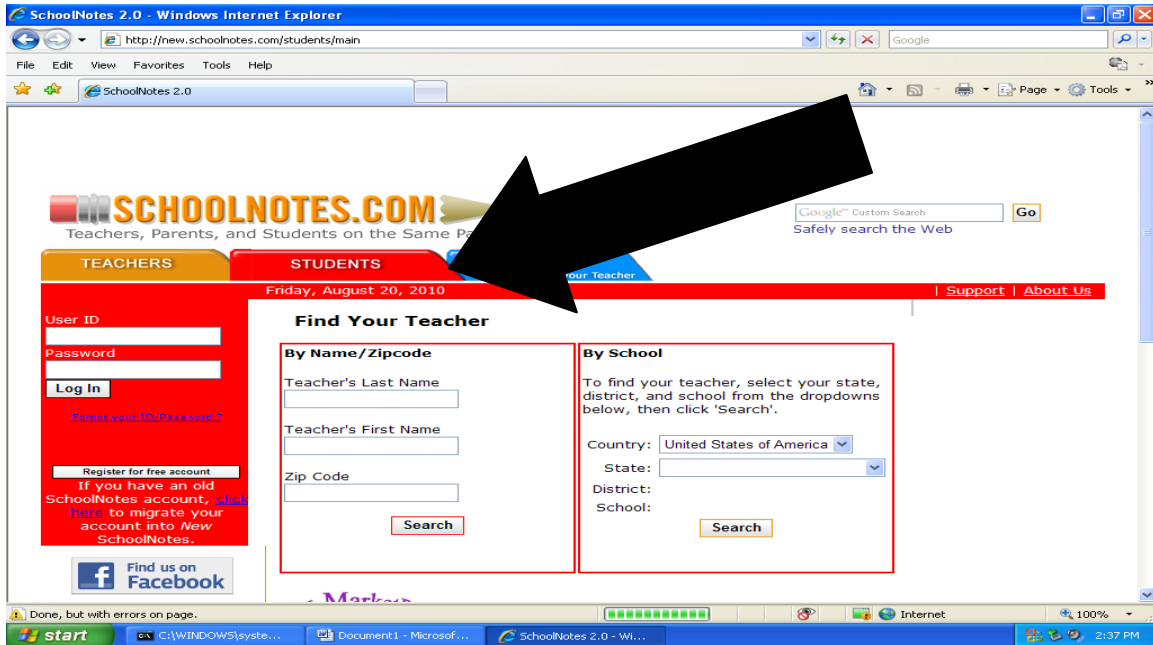 SchoolNotes 2.0 - Windows Internet Explorer
http://new.schoolnotes.com/students/main
Google
File Edit View Favorites Tools Help
SchoolNotes 2.0
Page Tools
SCHOOLNOTES.COM
Teachers, Parents, and Students on the Same
Google™ Custom Search
Go
Safely search the Web
TEACHERS
STUDENTS
your Teacher
Friday, August 20, 2010
| Support | About Us
User ID
Password
Log In
Forgot your ID/Password ?
Register for free account
If you have an old
SchoolNotes account, click
here to migrate your
account into New
SchoolNotes.
Find us on
Facebook
Find Your Teacher
By Name/Zipcode
Teacher's Last Name
Teacher's First Name
Zip Code
Search
By School
To find your teacher, select your state,
district, and school from the dropdowns
below, then click 'Search'.
Country: United States of America
State:
District:
School:
Search
Done, but with errors on page.
Internet
100%
start
C:\WINDOWS\syste...
Document1 - Microsof...
SchoolNotes 2.0 - Wi...
2:37 PM